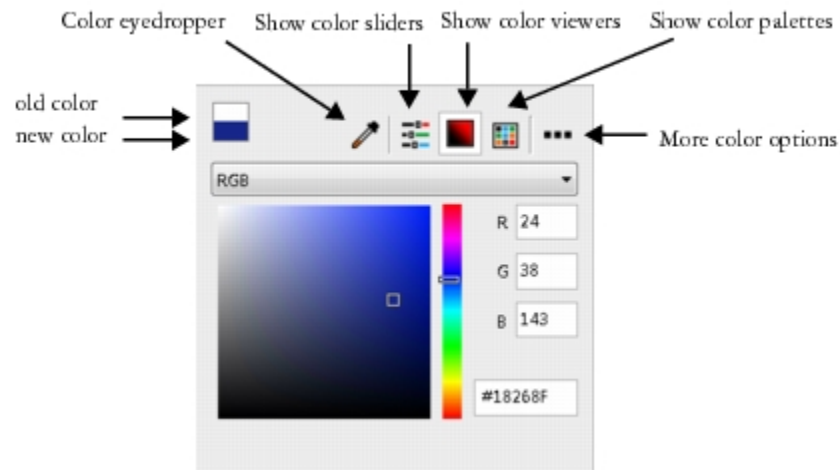 Color eyedropper
Show color sliders
Show color viewers
Show color palettes
old color
new color
More color options
RGB
R 24
G 38
B 143
#18268F